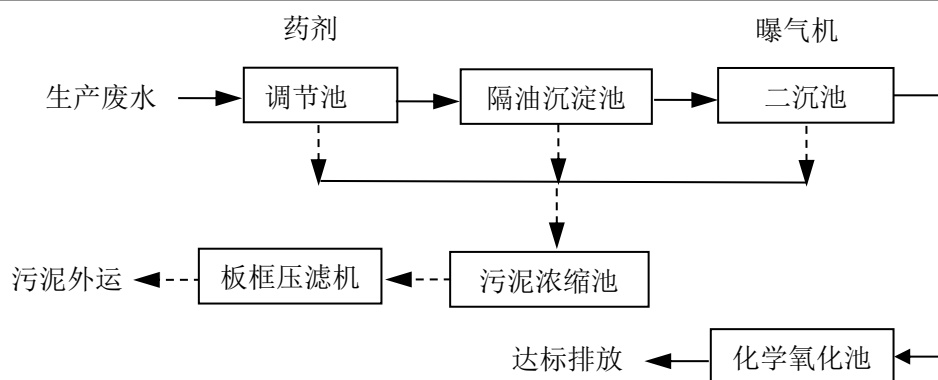 药剂
曝气机
生产废水
调节池
隔油沉淀池
二沉池
污泥外运
板框压滤机
污泥浓缩池
达标排放
化学氧化池